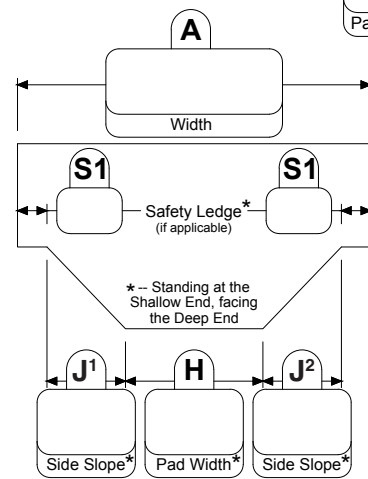 Pa
A
Width
S1
S1
Safety Ledge*
(if applicable)
* -- Standing at the
Shallow End, facing
the Deep End
J¹
H
J²
Side Slope*
Pad Width*
Side Slope*